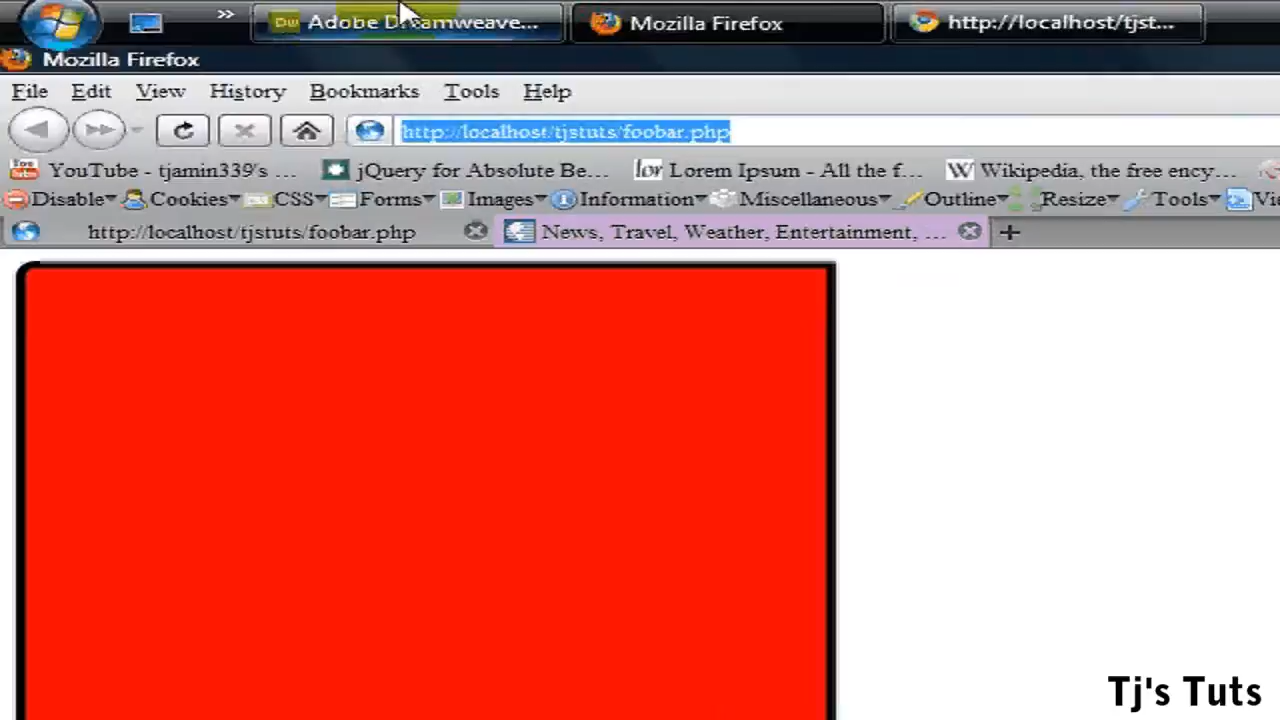 » Adobe Dreamweave... Mozilla Firefox http://localhost/tjst...
Mozilla Firefox
File Edit View History Bookmarks Tools Help
http://localhost/tjstuts/foobar.php
YouTube - tjamin339's ... jQuery for Absolute Be... lor Lorem Ipsum - All the f... W Wikipedia, the free ency...
Disable Cookies CSS Forms Images Information Miscellaneous Outline Resize Tools Vi
http://localhost/tjstuts/foobar.php News, Travel, Weather, Entertainment, ...
Tj's Tuts